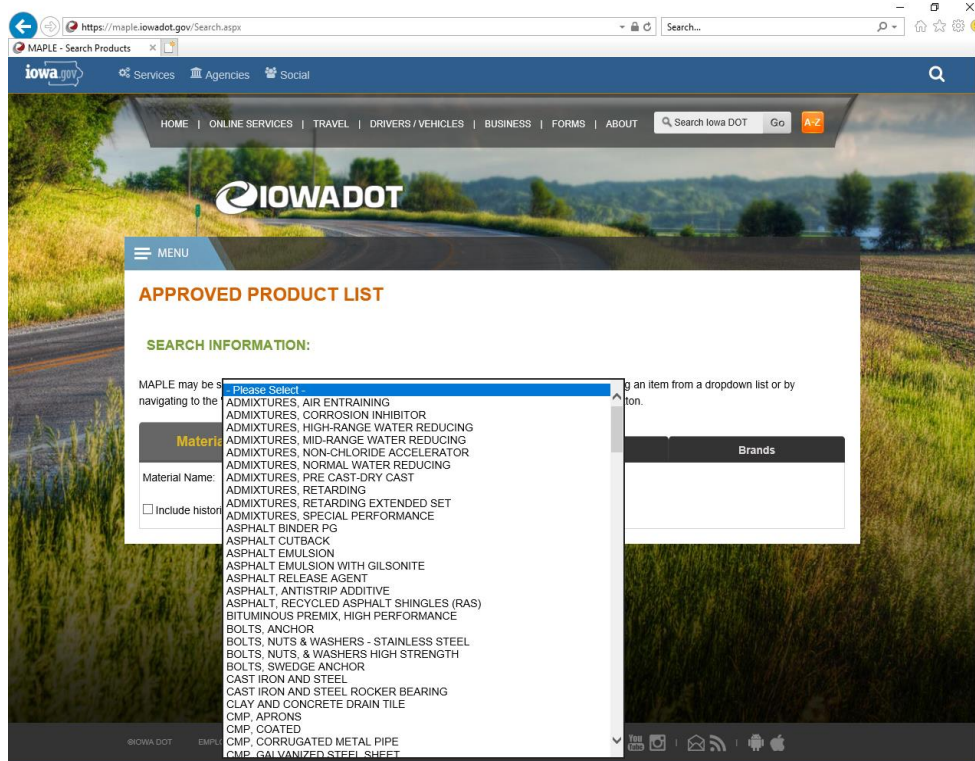 https://maple.iowadot.gov/Search.aspx
Search...
MAPLE - Search Products
iowa.gov
Services
Agencies
Social
HOME | ONLINE SERVICES | TRAVEL | DRIVERS / VEHICLES | BUSINESS | FORMS | ABOUT
Search Iowa DOT
Go
A-Z
IOWADOT
MENU
APPROVED PRODUCT LIST
SEARCH INFORMATION:
MAPLE may be s
g an item from a dropdown list or by
navigating to the
ton.
Materia
Brands
Material Name:
Include histori
- Please Select -
ADMIXTURES, AIR ENTRAINING
ADMIXTURES, CORROSION INHIBITOR
ADMIXTURES, HIGH-RANGE WATER REDUCING
ADMIXTURES, MID-RANGE WATER REDUCING
ADMIXTURES, NON-CHLORIDE ACCELERATOR
ADMIXTURES, NORMAL WATER REDUCING
ADMIXTURES, PRE CAST-DRY CAST
ADMIXTURES, RETARDING
ADMIXTURES, RETARDING EXTENDED SET
ADMIXTURES, SPECIAL PERFORMANCE
ASPHALT BINDER PG
ASPHALT CUTBACK
ASPHALT EMULSION
ASPHALT EMULSION WITH GILSONITE
ASPHALT RELEASE AGENT
ASPHALT, ANTISTRIP ADDITIVE
ASPHALT, RECYCLED ASPHALT SHINGLES (RAS)
BITUMINOUS PREMIX, HIGH PERFORMANCE
BOLTS, ANCHOR
BOLTS, NUTS & WASHERS - STAINLESS STEEL
BOLTS, NUTS, & WASHERS HIGH STRENGTH
BOLTS, SWEDGE ANCHOR
CAST IRON AND STEEL
CAST IRON AND STEEL ROCKER BEARING
CLAY AND CONCRETE DRAIN TILE
CMP, APRONS
CMP, COATED
CMP, CORRUGATED METAL PIPE
CMP, GALVANIZED STEEL SHEET
©IOWA DOT
EMPL
You Tube